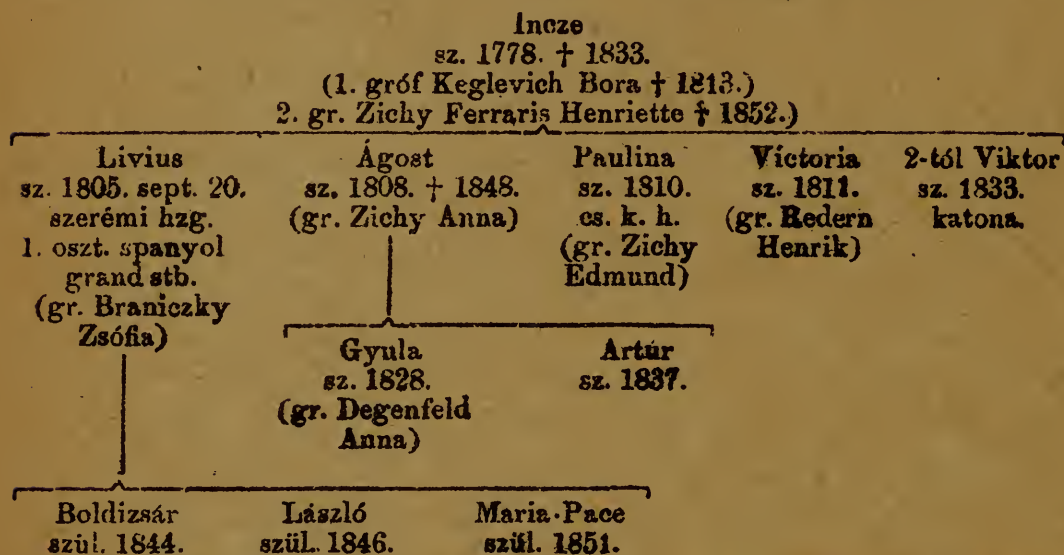 Incze
sz. 1778. † 1833.
(1. gróf Keglevich Bora † 1813.)
2. gr. Zichy Ferraris Henriette † 1852.)
Livius
sz. 1805. sept. 20.
szerémi hzg.
1. oszt. spanyol
grand stb.
(gr. Braniczky
Zsófia)
Ágost
sz. 1808. † 1848.
(gr. Zichy Anna)
Paulina
sz. 1810.
cs. k. h.
(gr. Zichy
Edmund)
Victoria
sz. 1811.
(gr. Redern
Henrik)
2-tól Viktor
sz. 1833.
katona.
Gyula
sz. 1828.
(gr. Degenfeld
Anna)
Artúr
sz. 1837.
Boldizsár
szül. 1844.
László
szül. 1846.
Maria-Pace
szül. 1851.